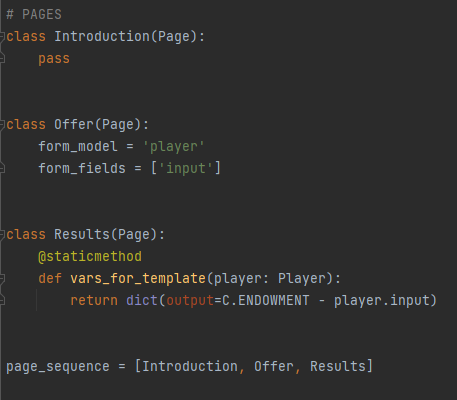 # PAGES
class Introduction(Page):
    pass
class Offer(Page):
    form_model = 'player'
    form_fields = ['input']
class Results(Page):
    @staticmethod
    def vars_for_template(player: Player):
        return dict(output=C.ENDOWMENT - player.input)
page_sequence = [Introduction, Offer, Results]